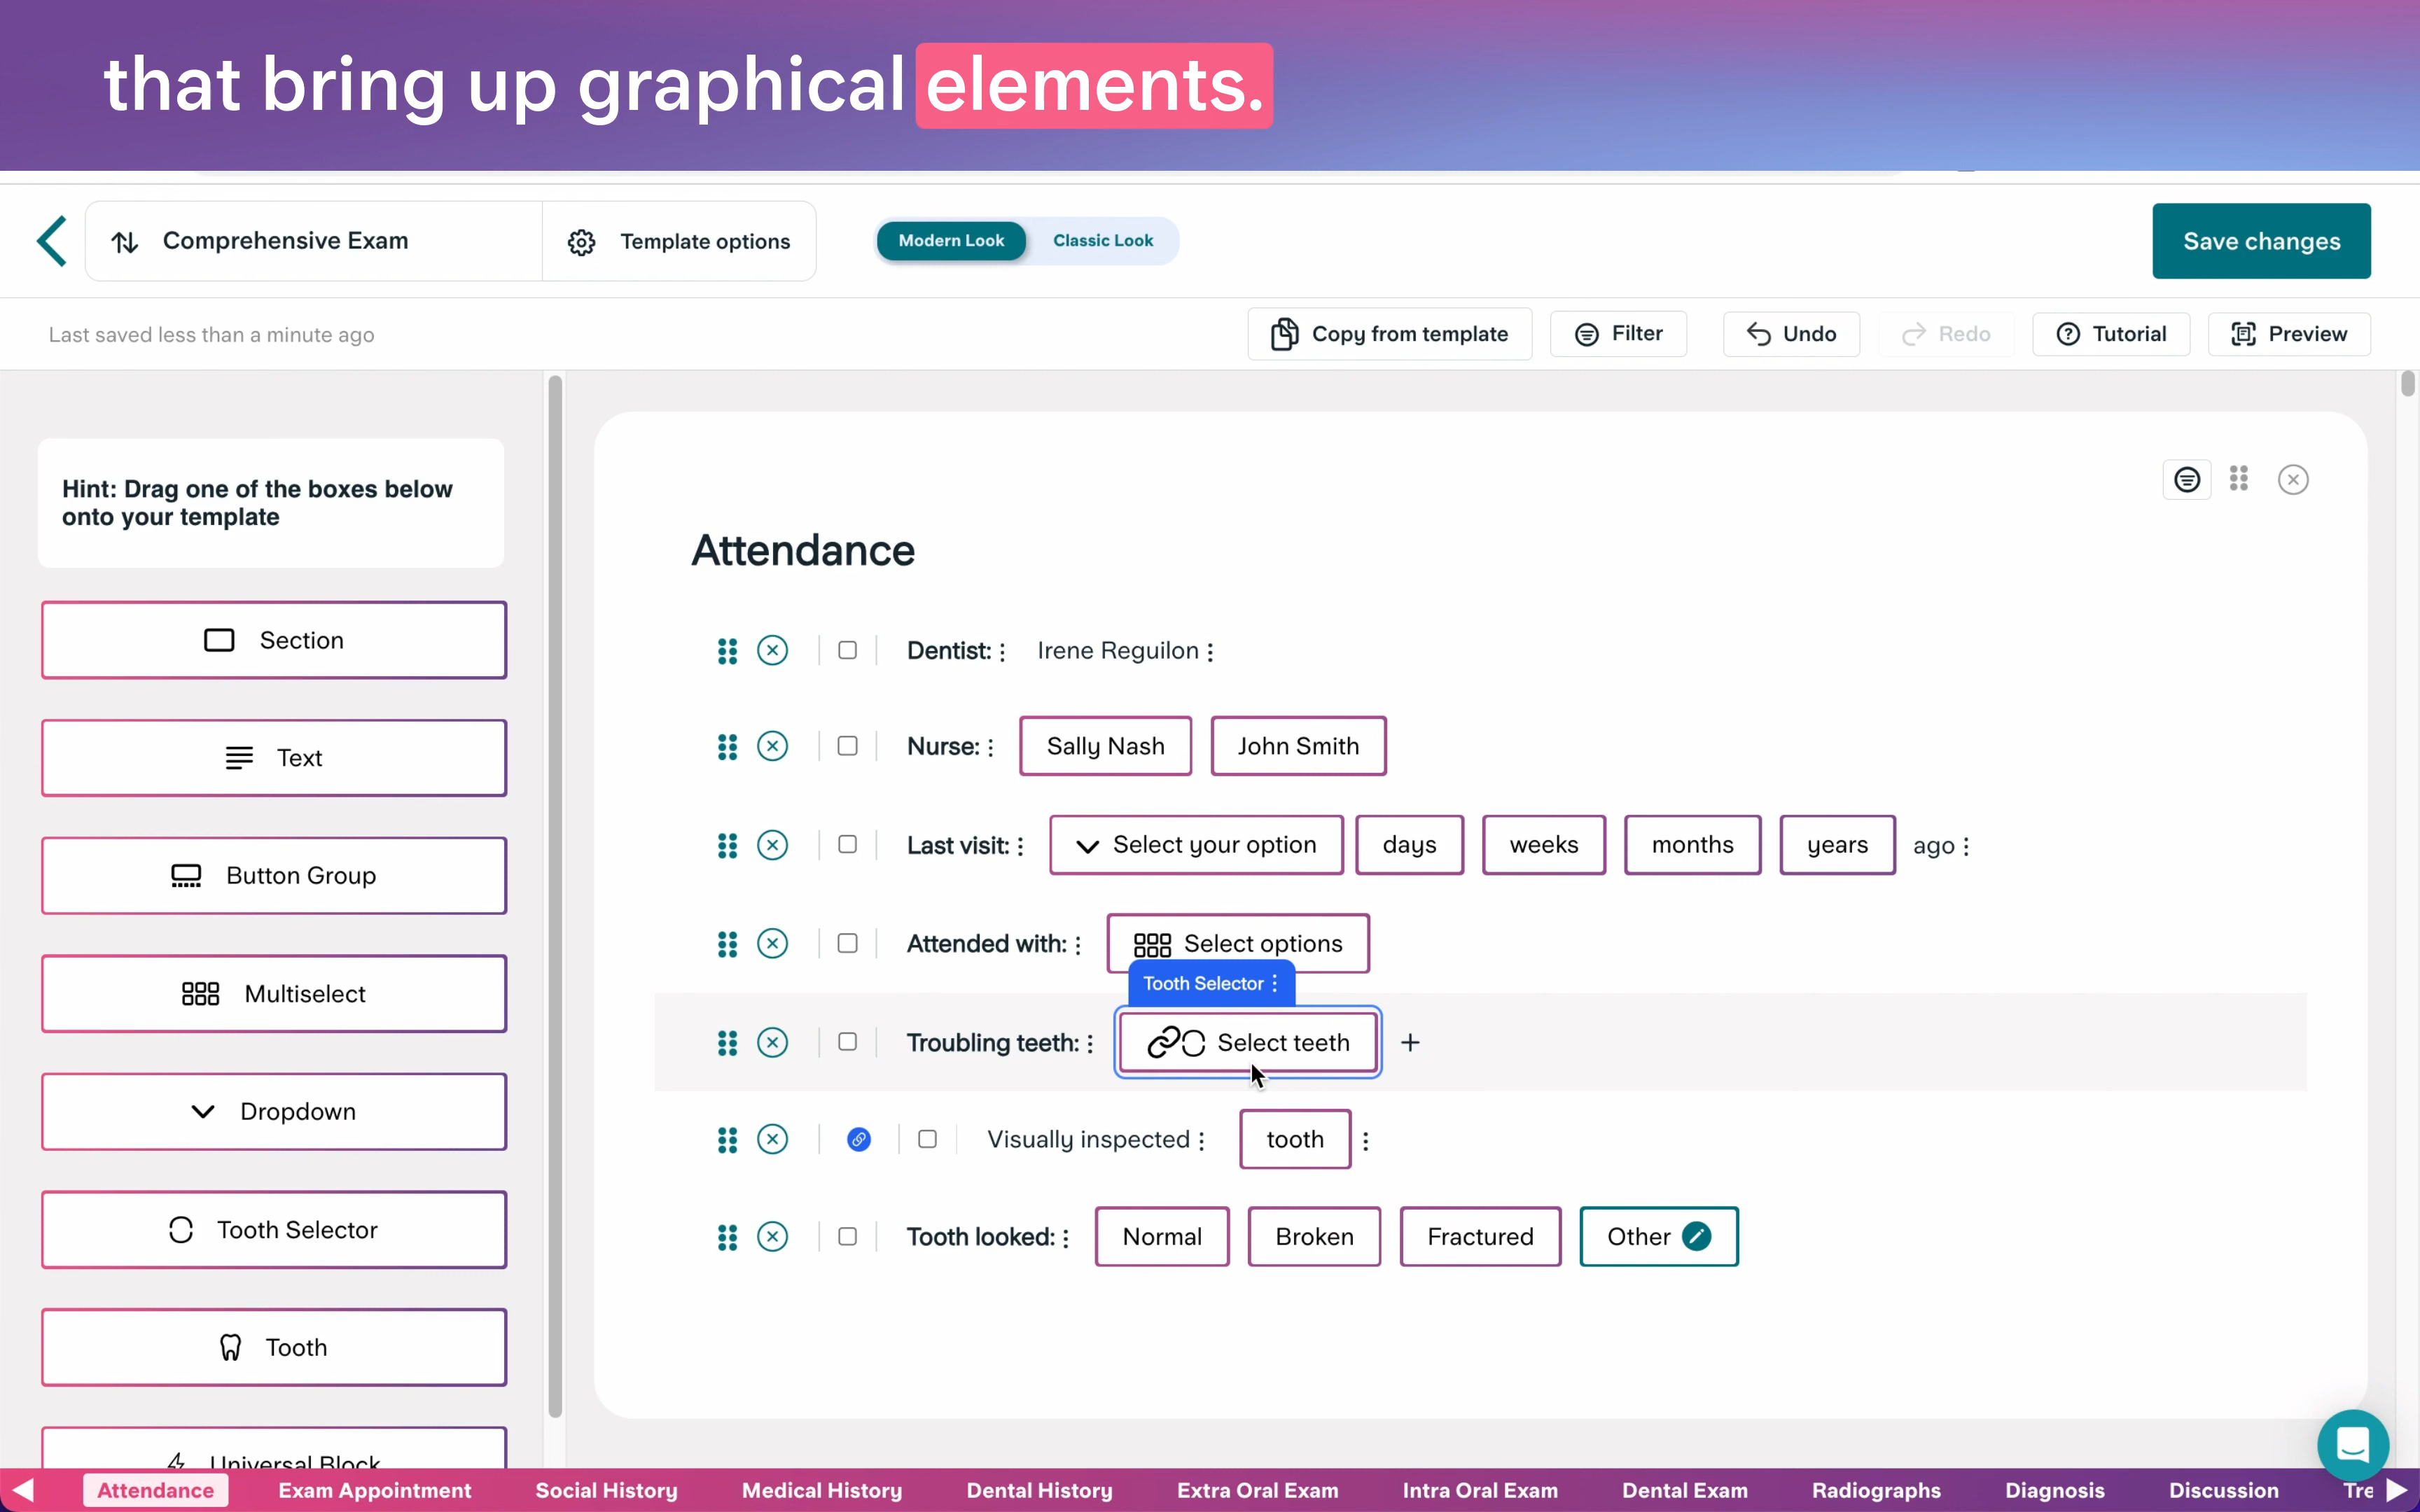 that bring up graphical elements.
Comprehensive Exam
Template options
Modern Look
Classic Look
Save changes
Last saved less than a minute ago
Copy from template
Filter
Undo
Redo
Tutorial
Preview
Hint: Drag one of the boxes below
onto your template
Section
Text
Button Group
Multiselect
Dropdown
Tooth Selector
Tooth
Universal Block
Attendance
Dentist: Irene Reguilon
Nurse: Sally Nash John Smith
Last visit: Select your option days weeks months years ago
Attended with: Select options
Tooth Selector
Troubling teeth: Select teeth
Visually inspected tooth
Tooth looked: Normal Broken Fractured Other
Attendance Exam Appointment Social History Medical History Dental History Extra Oral Exam Intra Oral Exam Dental Exam Radiographs Diagnosis Discussion Tre